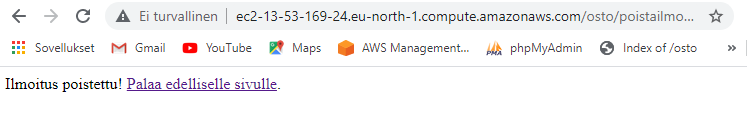 Ei turvallinen ec2-13-53-169-24.eu-north-1.compute.amazonaws.com/osto/poistailmo...
Sovellukset Gmail YouTube Maps AWS Management... PMA phpMyAdmin Index of /osto »
Ilmoitus poistettu! Palaa edelliselle sivulle.